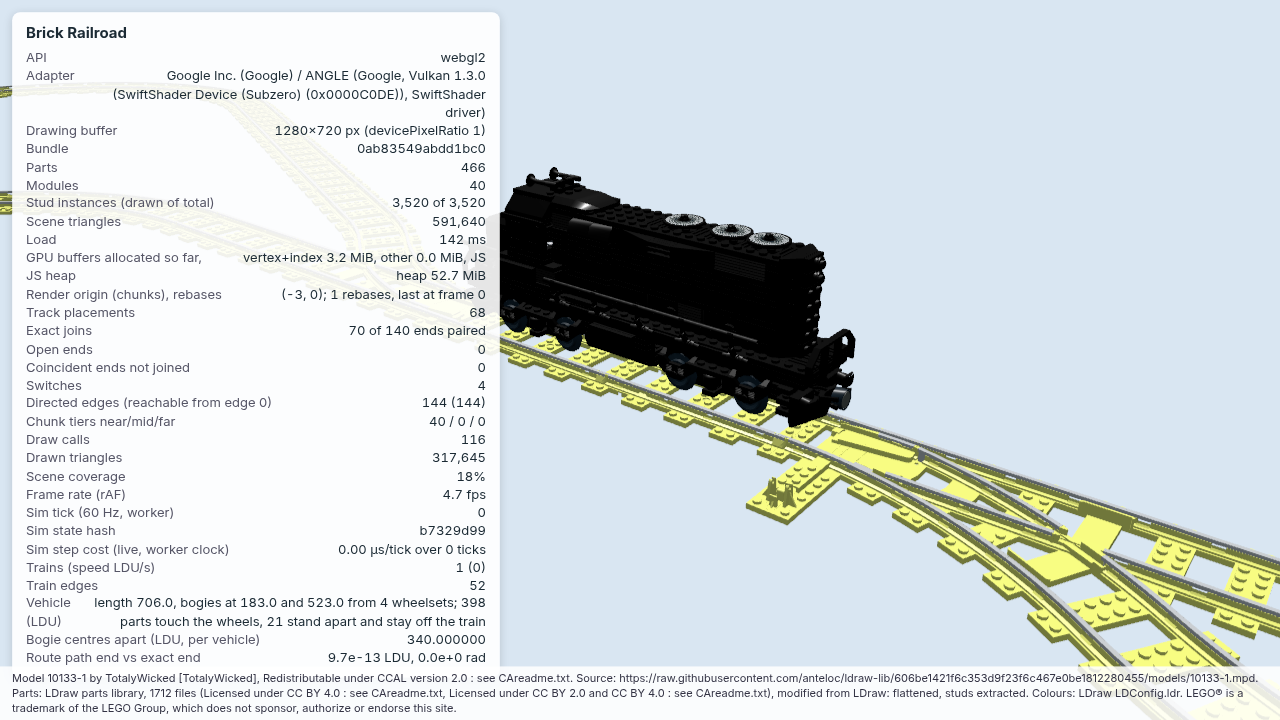 Brick Railroad
API webgl2
Adapter Google Inc. (Google) / ANGLE (Google, Vulkan 1.3.0
(SwiftShader Device (Subzero) (0x0000C0DE)), SwiftShader
driver)
Drawing buffer 1280×720 px (devicePixelRatio 1)
Bundle 0ab83549abdd1bc0
Parts 466
Modules 40
Stud instances (drawn of total) 3,520 of 3,520
Scene triangles 591,640
Load 142 ms
GPU buffers allocated so far, vertex+index 3.2 MiB, other 0.0 MiB, JS
JS heap heap 52.7 MiB
Render origin (chunks), rebases (-3, 0); 1 rebases, last at frame 0
Track placements 68
Exact joins 70 of 140 ends paired
Open ends 0
Coincident ends not joined 0
Switches 4
Directed edges (reachable from edge 0) 144 (144)
Chunk tiers near/mid/far 40 / 0 / 0
Draw calls 116
Drawn triangles 317,645
Scene coverage 18%
Frame rate (rAF) 4.7 fps
Sim tick (60 Hz, worker) 0
Sim state hash b7329d99
Sim step cost (live, worker clock) 0.00 µs/tick over 0 ticks
Trains (speed LDU/s) 1 (0)
Train edges 52
Vehicle length 706.0, bogies at 183.0 and 523.0 from 4 wheelsets; 398
(LDU) parts touch the wheels, 21 stand apart and stay off the train
Bogie centres apart (LDU, per vehicle) 340.000000
Route path end vs exact end 9.7e-13 LDU, 0.0e+0 rad
Model 10133-1 by TotalyWicked [TotalyWicked], Redistributable under CCAL version 2.0 : see CAreadme.txt. Source: https://raw.githubusercontent.com/anteloc/ldraw-lib/606be1421f6c353d9f23f6c467e0be1812280455/models/10133-1.mpd.
Parts: LDraw parts library, 1712 files (Licensed under CC BY 4.0 : see CAreadme.txt, Licensed under CC BY 2.0 and CC BY 4.0 : see CAreadme.txt), modified from LDraw: flattened, studs extracted. Colours: LDraw LDConfig.ldr. LEGO® is a
trademark of the LEGO Group, which does not sponsor, authorize or endorse this site.